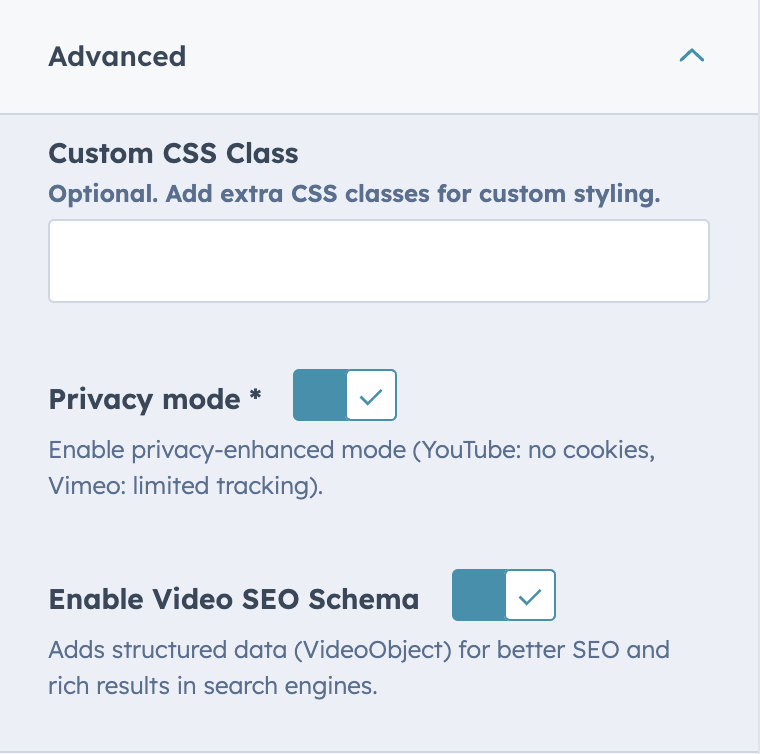 Advanced
Custom CSS Class
Optional. Add extra CSS classes for custom styling.
Privacy mode *
Enable privacy-enhanced mode (YouTube: no cookies,
Vimeo: limited tracking).
Enable Video SEO Schema
Adds structured data (VideoObject) for better SEO and
rich results in search engines.